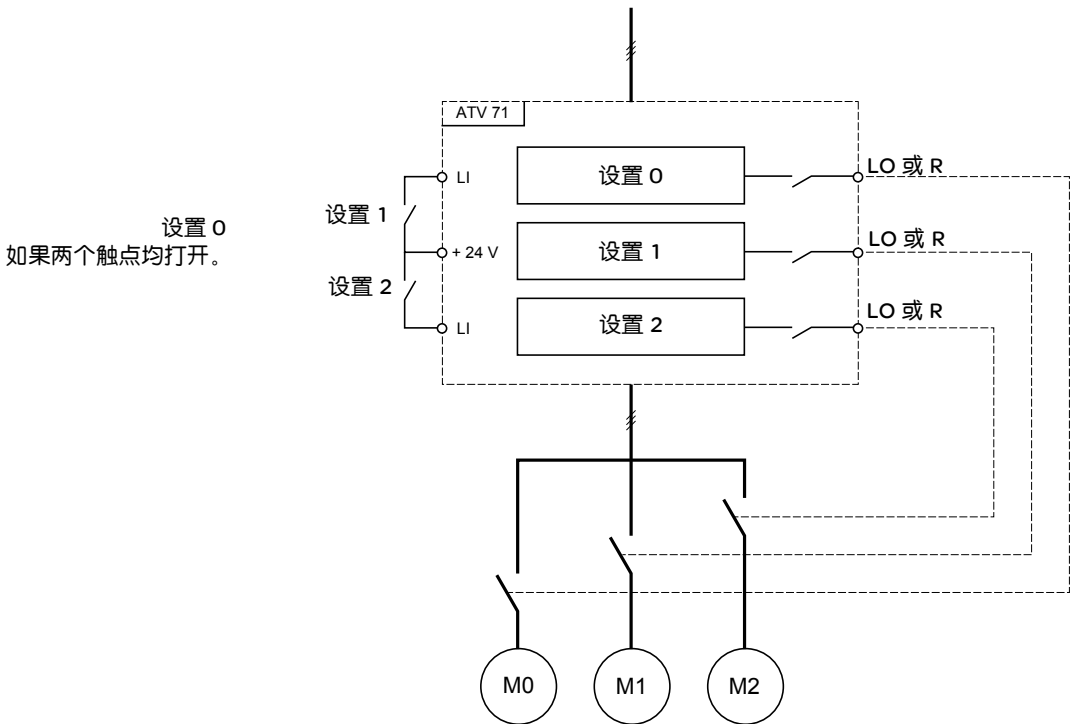 ATV 71
LI
设置 0
LO 或 R
设置 1
设置 0
如果两个触点均打开。
+ 24 V
设置 1
LO 或 R
设置 2
LI
设置 2
LO 或 R
M0
M1
M2